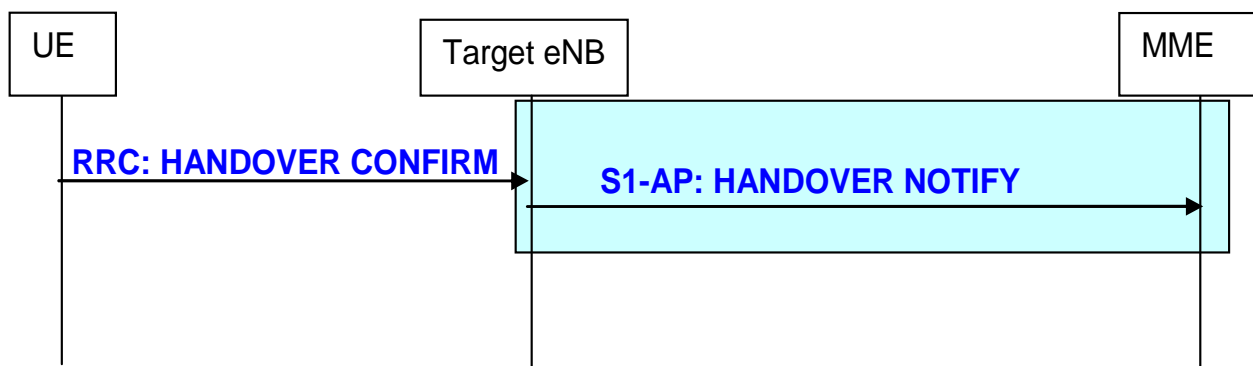 UE
Target eNB
MME
RRC: HANDOVER CONFIRM
S1-AP: HANDOVER NOTIFY